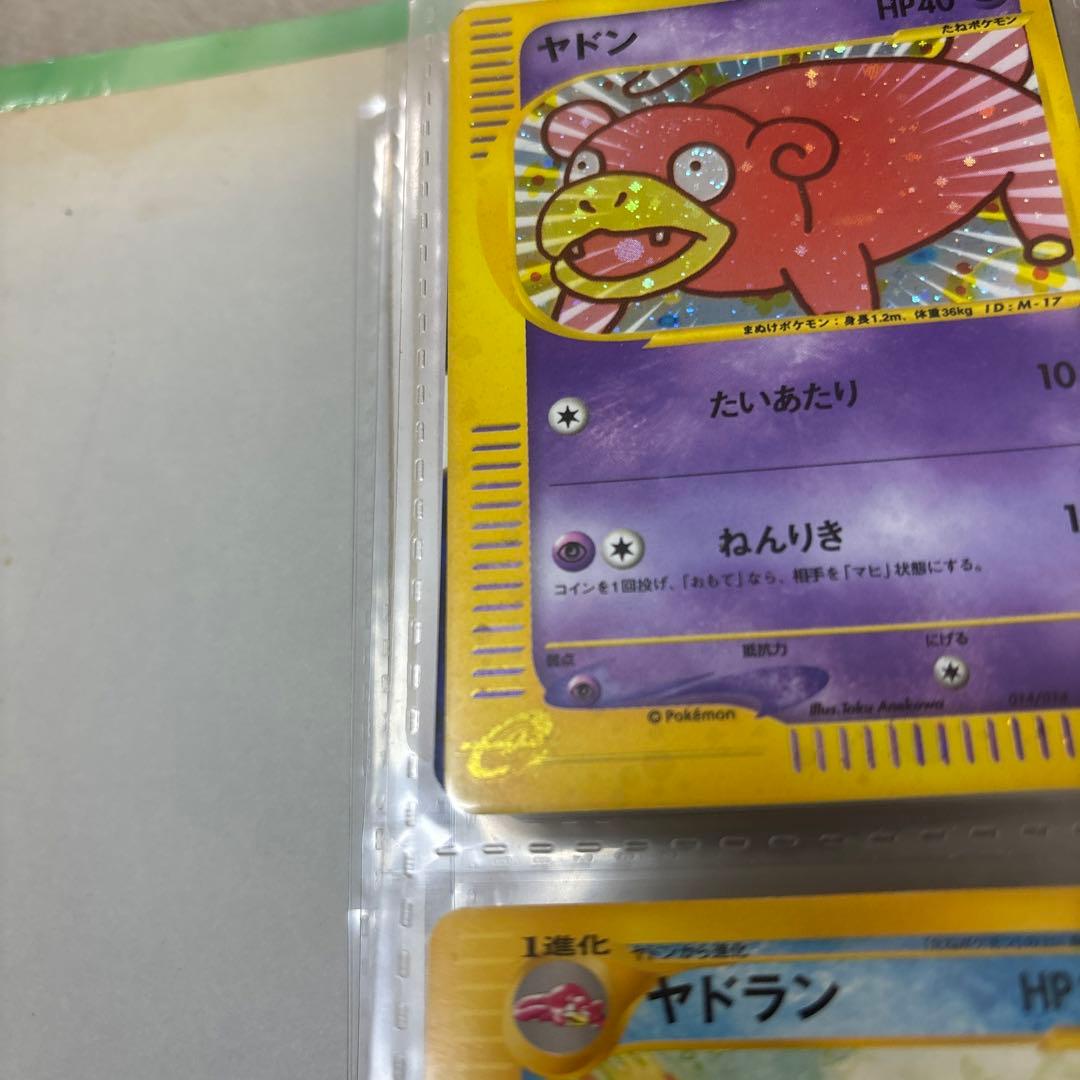 ヤドン
HP40
たねポケモン
まぬけポケモン：身長1.2m、体重36kg ID：M-17
たいあたり 10
ねんりき 1
コインを1回投げ、「おもて」なら、相手を「マヒ」状態にする。
弱点 抵抗力 にげる
©Pokémon Illus.Toku Anekawa
e
1進化 ヤドンから進化
ヤドラン HP